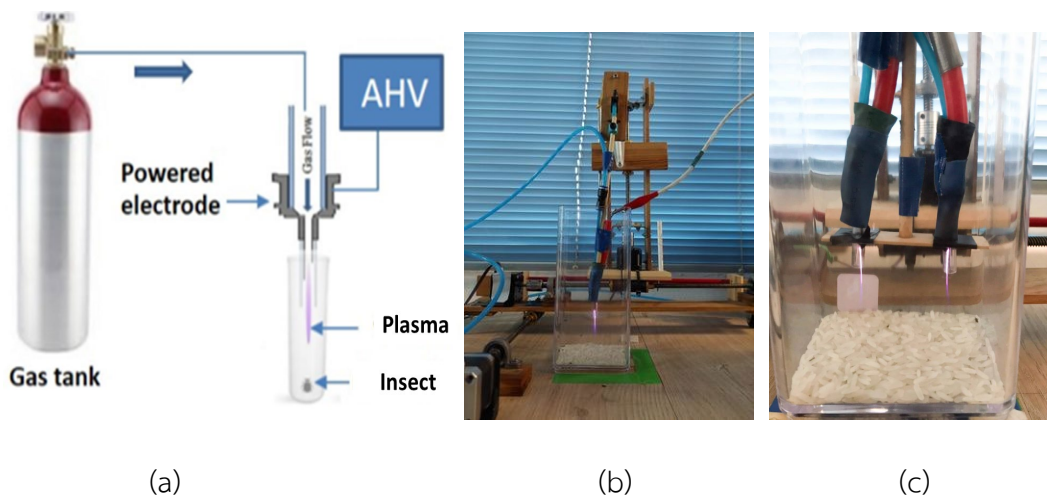 AHV
Gas Flow
Powered
electrode
Plasma
Insect
Gas tank
(a)
(b)
(c)